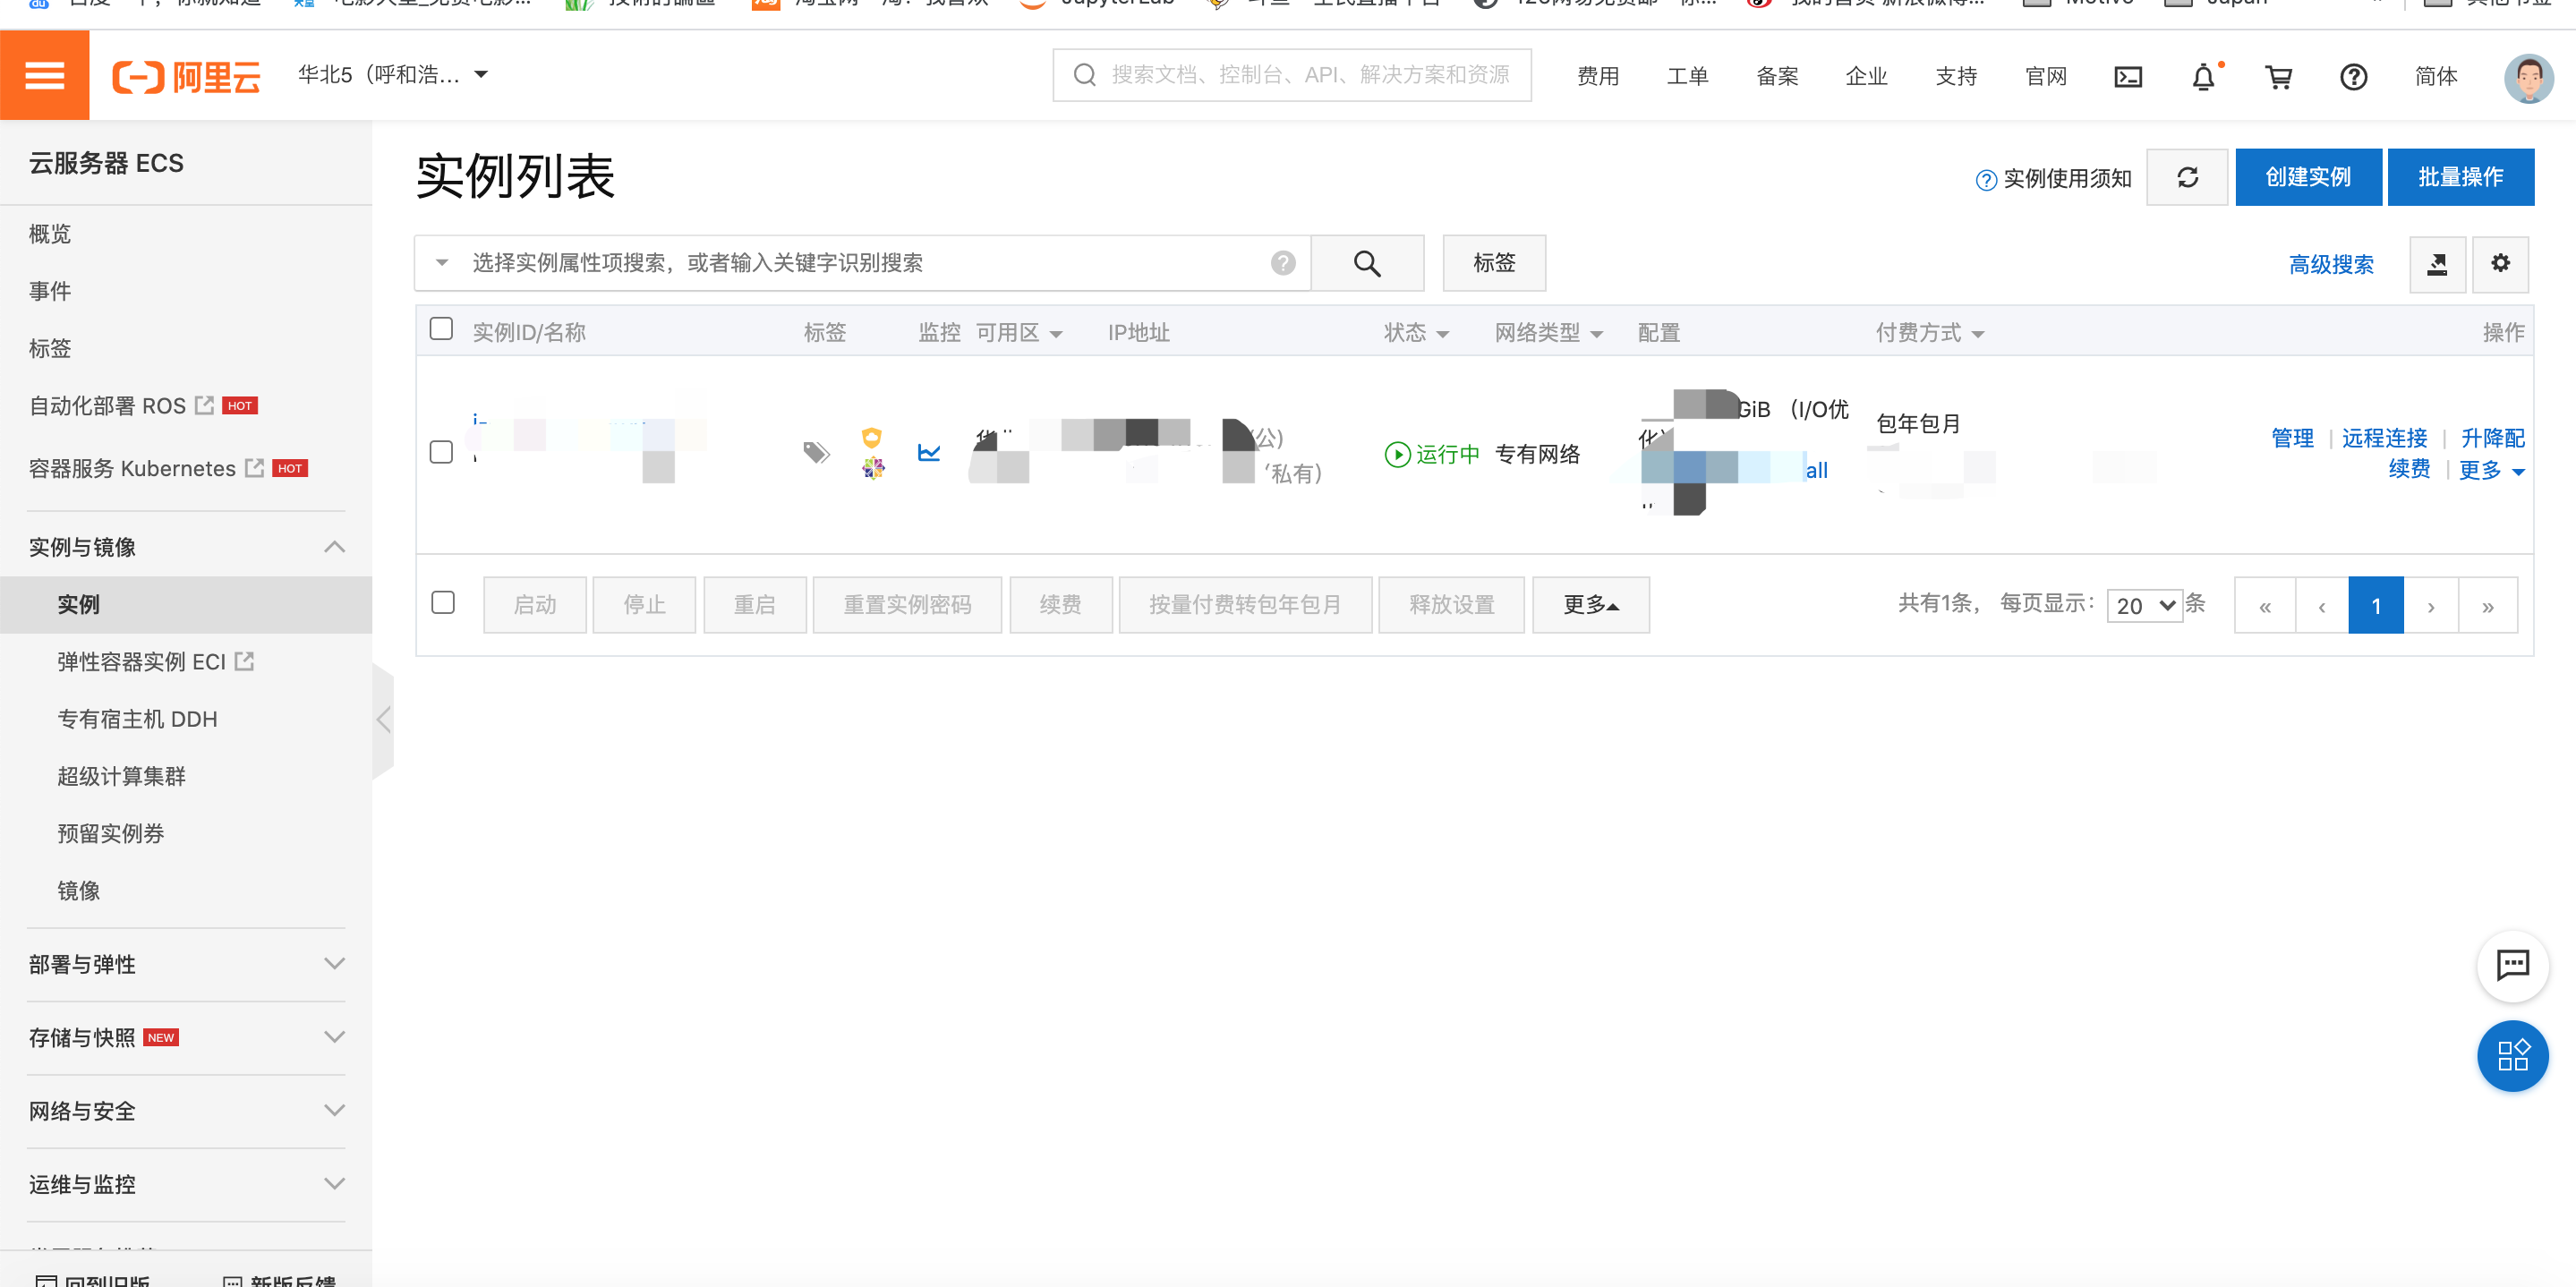 阿里云
华北5（呼和浩...
搜索文档、控制台、API、解决方案和资源
费用
工单
备案
企业
支持
官网
简体
云服务器 ECS
概览
事件
标签
自动化部署 ROS HOT
容器服务 Kubernetes HOT
实例与镜像
实例
弹性容器实例 ECI
专有宿主机 DDH
超级计算集群
预留实例券
镜像
部署与弹性
存储与快照 NEW
网络与安全
运维与监控
回到旧版
新版反馈
实例列表
实例使用须知
创建实例
批量操作
选择实例属性项搜索，或者输入关键字识别搜索
标签
高级搜索
实例ID/名称
标签
监控
可用区
IP地址
状态
网络类型
配置
付费方式
操作
(私有)
运行中
专有网络
GiB （I/O优
all
包年包月
管理 | 远程连接 | 升降配
续费 | 更多
启动
停止
重启
重置实例密码
续费
按量付费转包年包月
释放设置
更多
共有1条， 每页显示： 20 条
« ‹ 1 › »